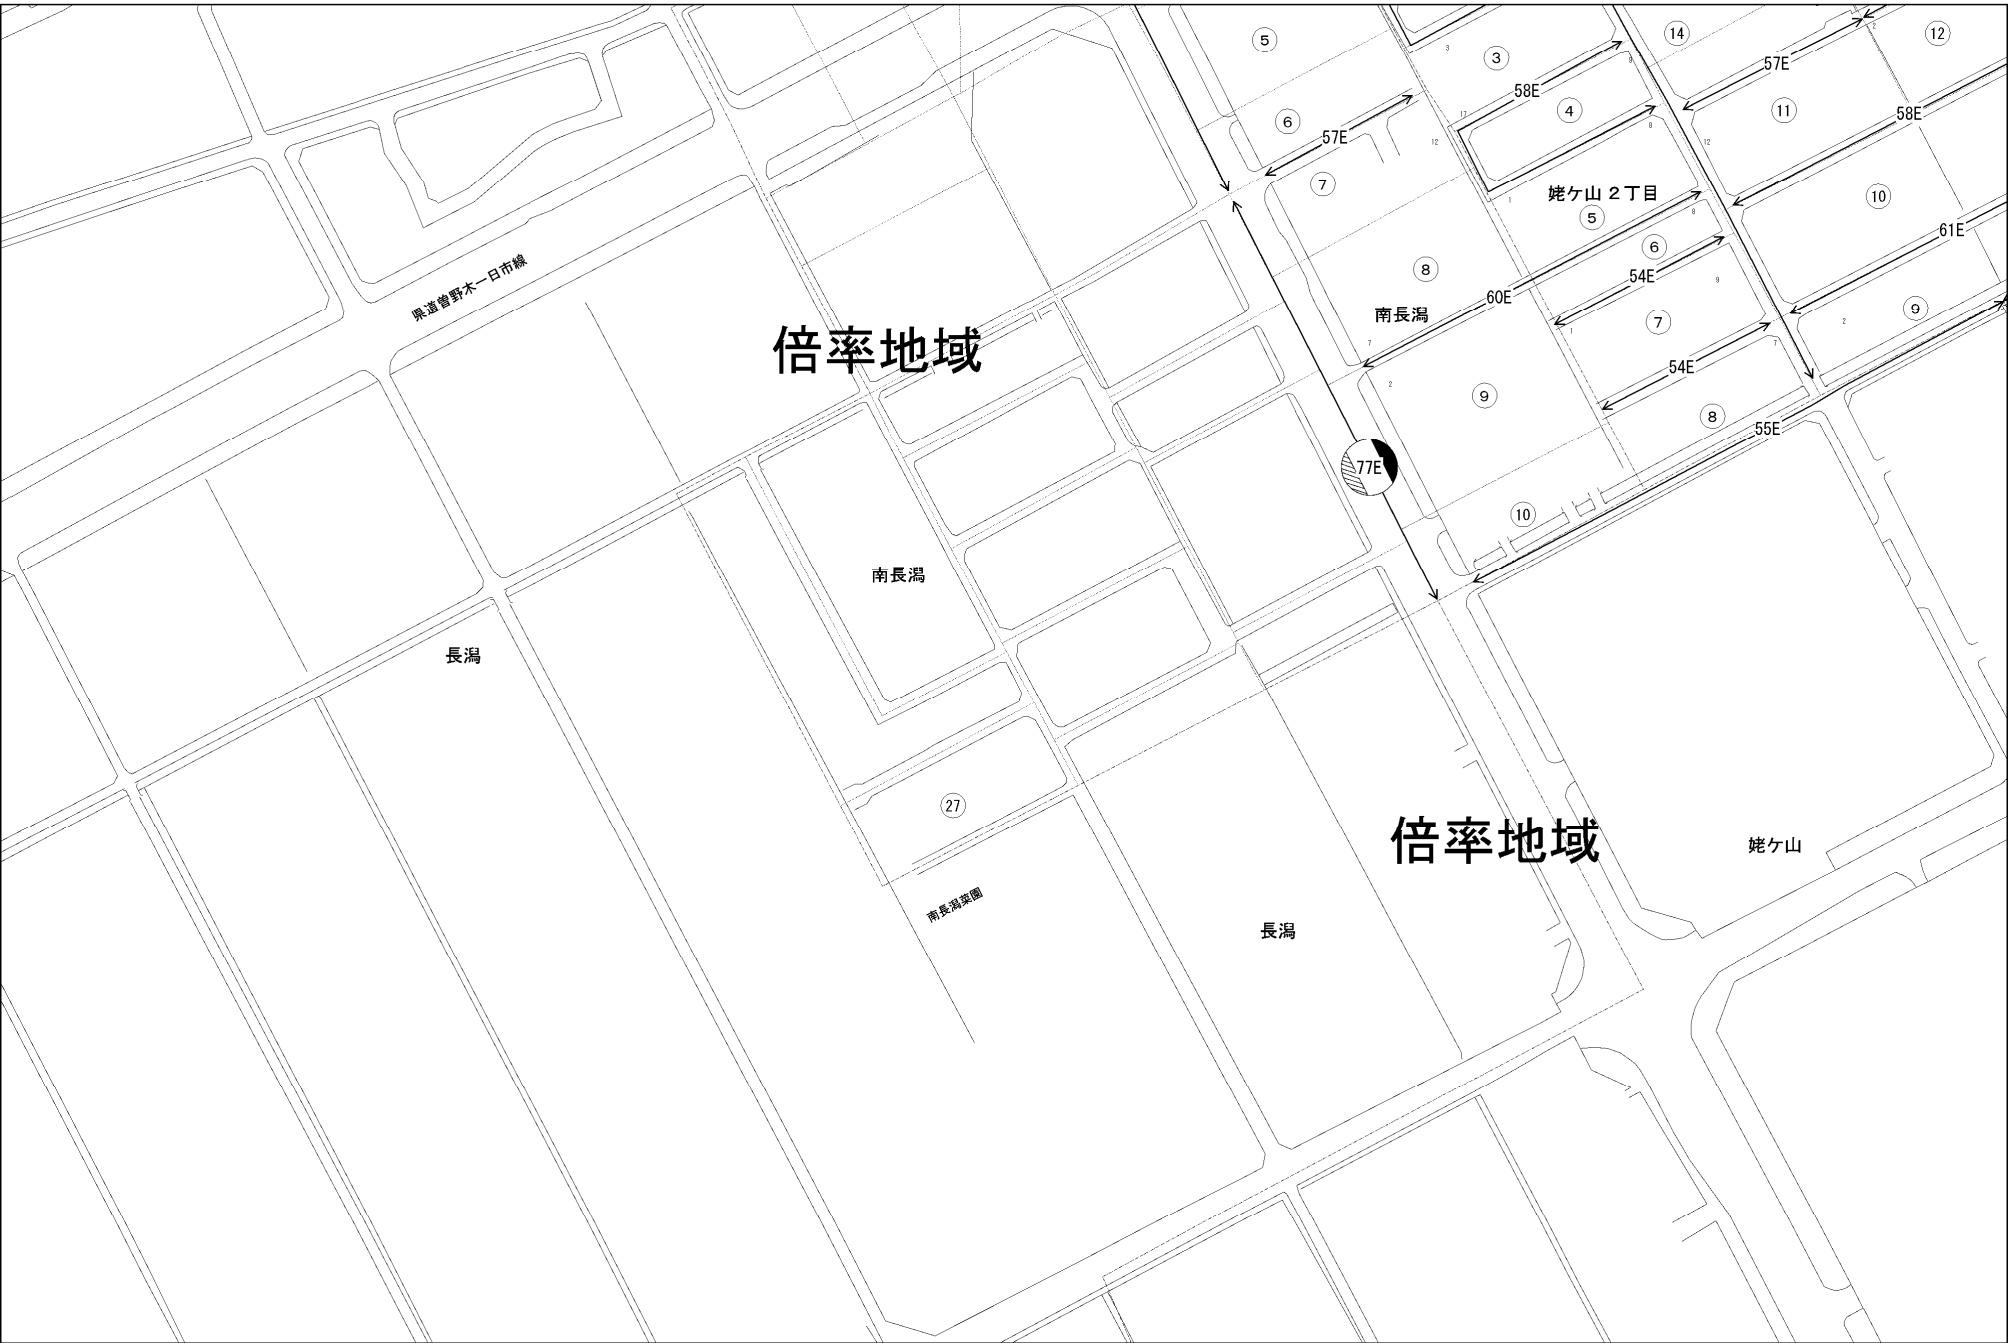 ⑤
③
⑭
⑫
57E
58E
④
⑪
58E
⑥
57E
⑦
姥ケ山2丁目
⑤
⑩
61E
⑥
54E
⑧
60E
南長潟
⑦
⑨
54E
⑨
⑧
55E
77E
⑩
県道曽野木一日市線
倍率地域
南長潟
長潟
㉗
倍率地域
姥ケ山
南長潟菜園
長潟